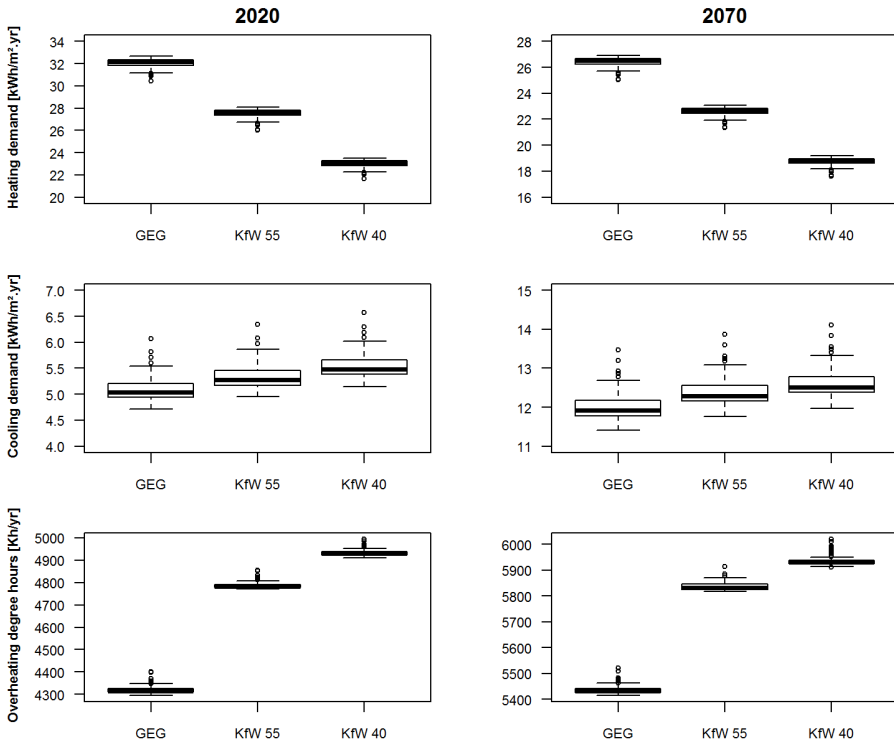 2020
2070
Heating demand [kWh/m².yr]
34
32
30
28
26
24
22
20
GEG
KfW 55
KfW 40
28
26
24
22
20
18
16
GEG
KfW 55
KfW 40
Cooling demand [kWh/m².yr]
7.0
6.5
6.0
5.5
5.0
4.5
4.0
GEG
KfW 55
KfW 40
15
14
13
12
11
GEG
KfW 55
KfW 40
Overheating degree hours [Kh/yr]
5000
4900
4800
4700
4600
4500
4400
4300
GEG
KfW 55
KfW 40
6000
5900
5800
5700
5600
5500
5400
GEG
KfW 55
KfW 40